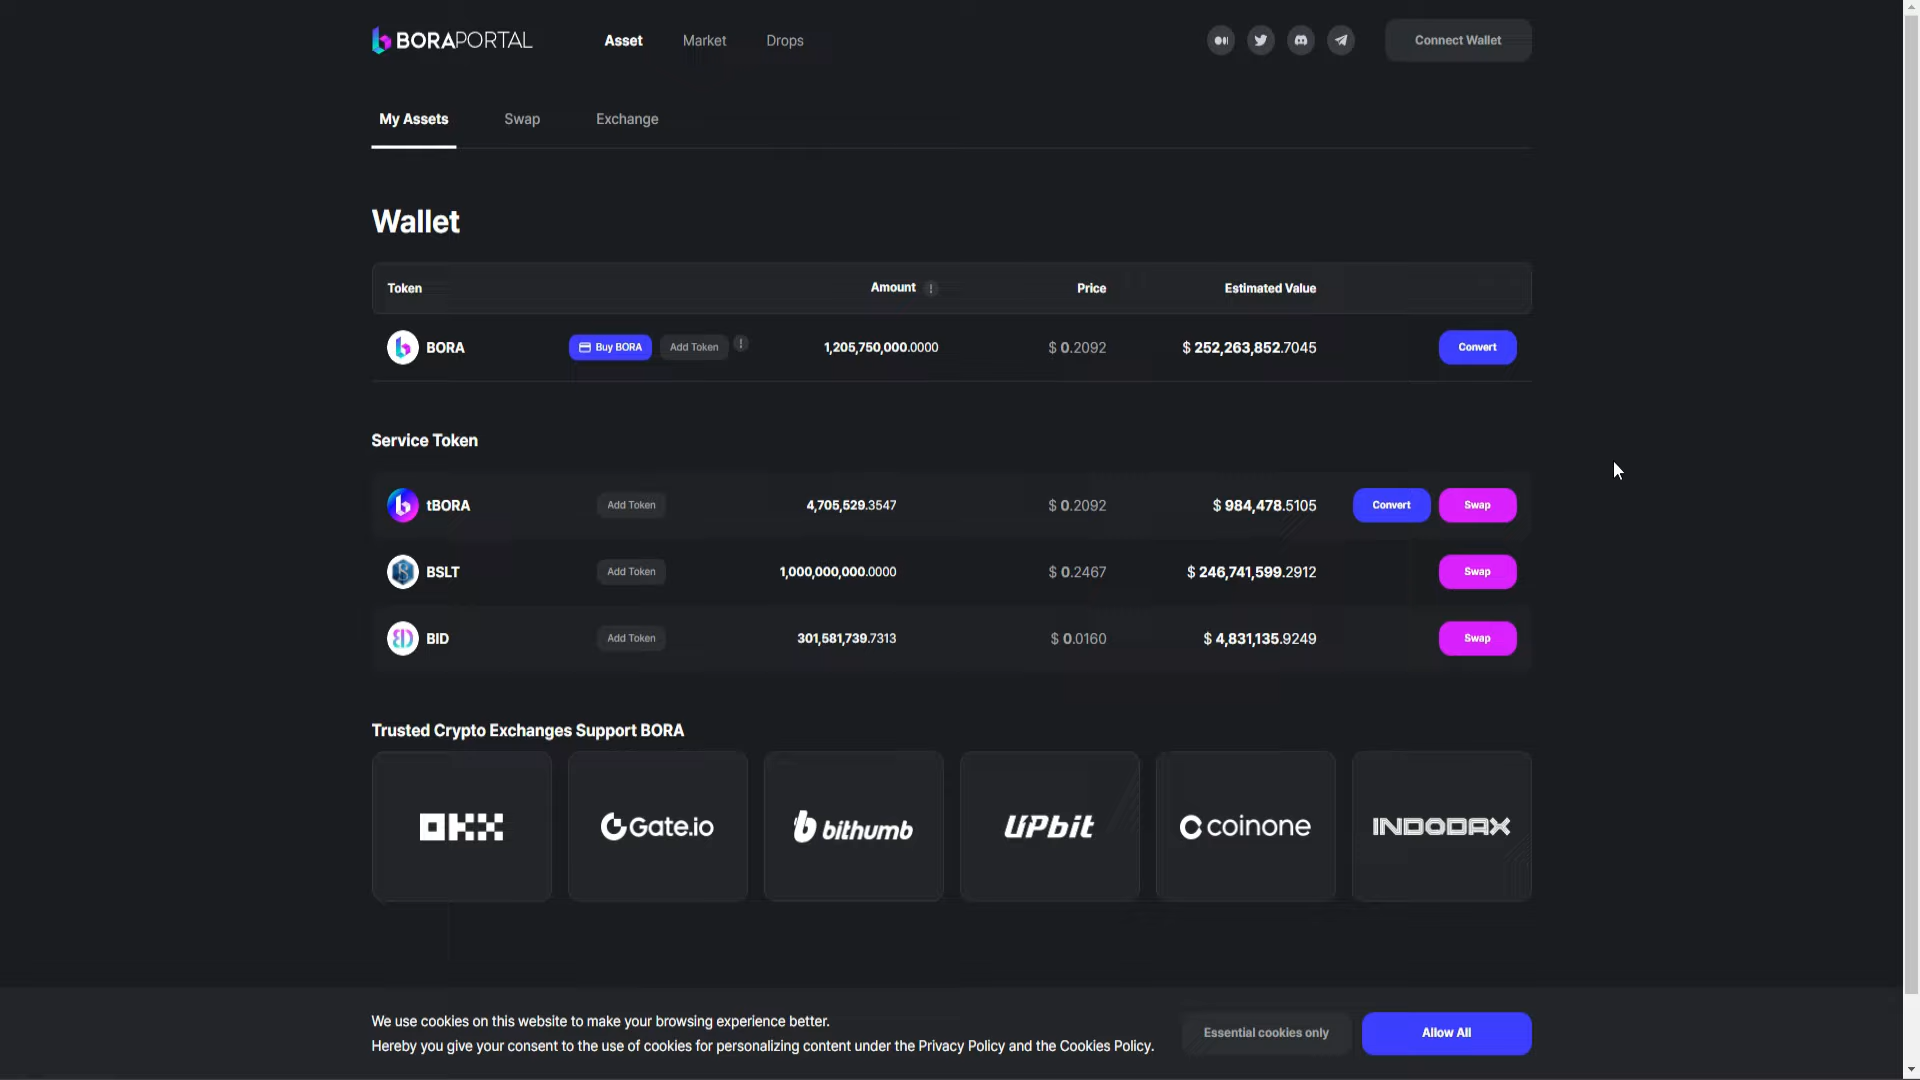 BORAPORTAL
Asset
Market
Drops
Connect Wallet
My Assets
Swap
Exchange
Wallet
Token Amount ! Price Estimated Value
BORA Buy BORA Add Token ! 1,205,750,000.0000 $ 0.2092 $ 252,263,852.7045 Convert
Service Token
tBORA Add Token 4,705,529.3547 $ 0.2092 $ 984,478.5105 Convert Swap
BSLT Add Token 1,000,000,000.0000 $ 0.2467 $ 246,741,599.2912 Swap
BID Add Token 301,581,739.7313 $ 0.0160 $ 4,831,135.9249 Swap
Trusted Crypto Exchanges Support BORA
OKX
Gate.io
bithumb
UPbit
coinone
INDODAX
We use cookies on this website to make your browsing experience better.
Hereby you give your consent to the use of cookies for personalizing content under the Privacy Policy and the Cookies Policy.
Essential cookies only
Allow All